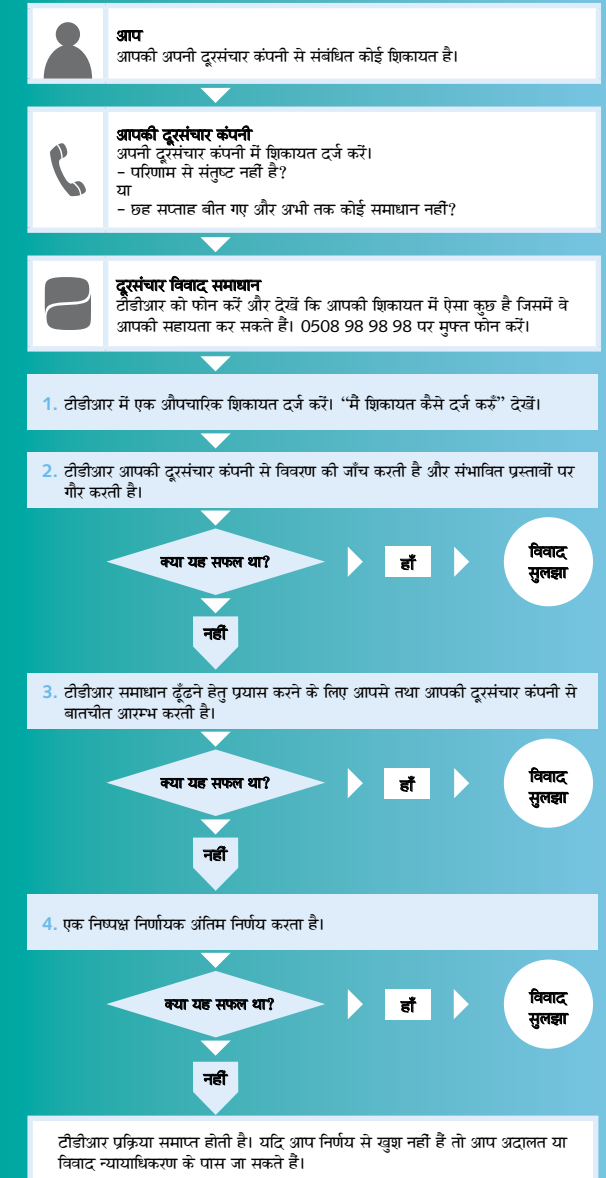 आप
आपकी अपनी दूरसंचार कंपनी से संबंधित कोई शिकायत है।
आपकी दूरसंचार कंपनी
अपनी दूरसंचार कंपनी में शिकायत दर्ज करें।
– परिणाम से संतुष्ट नहीं है?
या
– छह सप्ताह बीत गए और अभी तक कोई समाधान नहीं?
दूरसंचार विवाद समाधान
टीडीआर को फोन करें और देखें कि आपकी शिकायत में ऐसा कुछ है जिसमें वे
आपकी सहायता कर सकते हैं। 0508 98 98 98 पर मुफ्त फोन करें।
1. टीडीआर में एक औपचारिक शिकायत दर्ज करें। “मैं शिकायत कैसे दर्ज करुँ” देखें।
2. टीडीआर आपकी दूरसंचार कंपनी से विवरण की जाँच करती है और संभावित प्रस्तावों पर
गौर करती है।
क्या यह सफल था?
हाँ
विवाद
सुलझा
नहीं
3. टीडीआर समाधान ढूँढने हेतु प्रयास करने के लिए आपसे तथा आपकी दूरसंचार कंपनी से
बातचीत आरम्भ करती है।
क्या यह सफल था?
हाँ
विवाद
सुलझा
नहीं
4. एक निष्पक्ष निर्णायक अंतिम निर्णय करता है।
क्या यह सफल था?
हाँ
विवाद
सुलझा
नहीं
टीडीआर प्रक्रिया समाप्त होती है। यदि आप निर्णय से खुश नहीं हैं तो आप अदालत या
विवाद न्यायाधिकरण के पास जा सकते हैं।